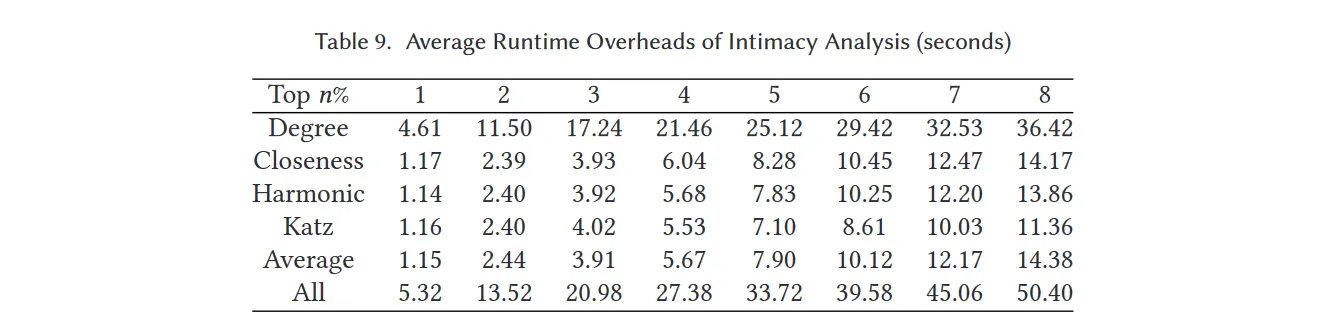 Table 9. Average Runtime Overheads of Intimacy Analysis (seconds)
Top n% 1 2 3 4 5 6 7 8
Degree 4.61 11.50 17.24 21.46 25.12 29.42 32.53 36.42
Closeness 1.17 2.39 3.93 6.04 8.28 10.45 12.47 14.17
Harmonic 1.14 2.40 3.92 5.68 7.83 10.25 12.20 13.86
Katz 1.16 2.40 4.02 5.53 7.10 8.61 10.03 11.36
Average 1.15 2.44 3.91 5.67 7.90 10.12 12.17 14.38
All 5.32 13.52 20.98 27.38 33.72 39.58 45.06 50.40